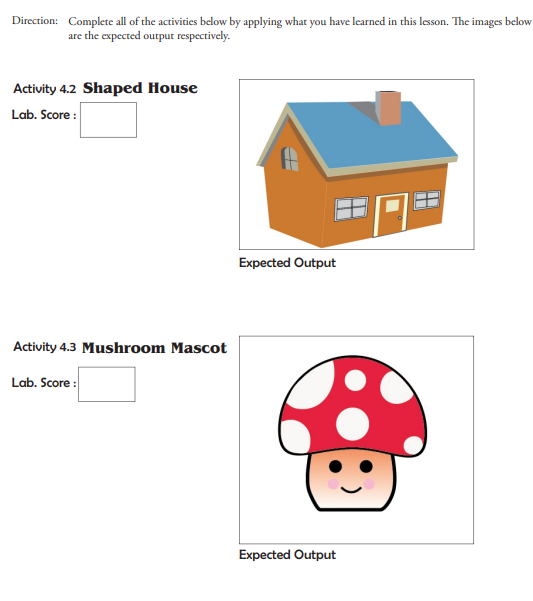 Direction: Complete all of the activities below by applying what you have learned in this lesson. The images below
are the expected output respectively.
Activity 4.2 Shaped House
Lab. Score :
Expected Output
Activity 4.3 Mushroom Mascot
Lab. Score :
Expected Output